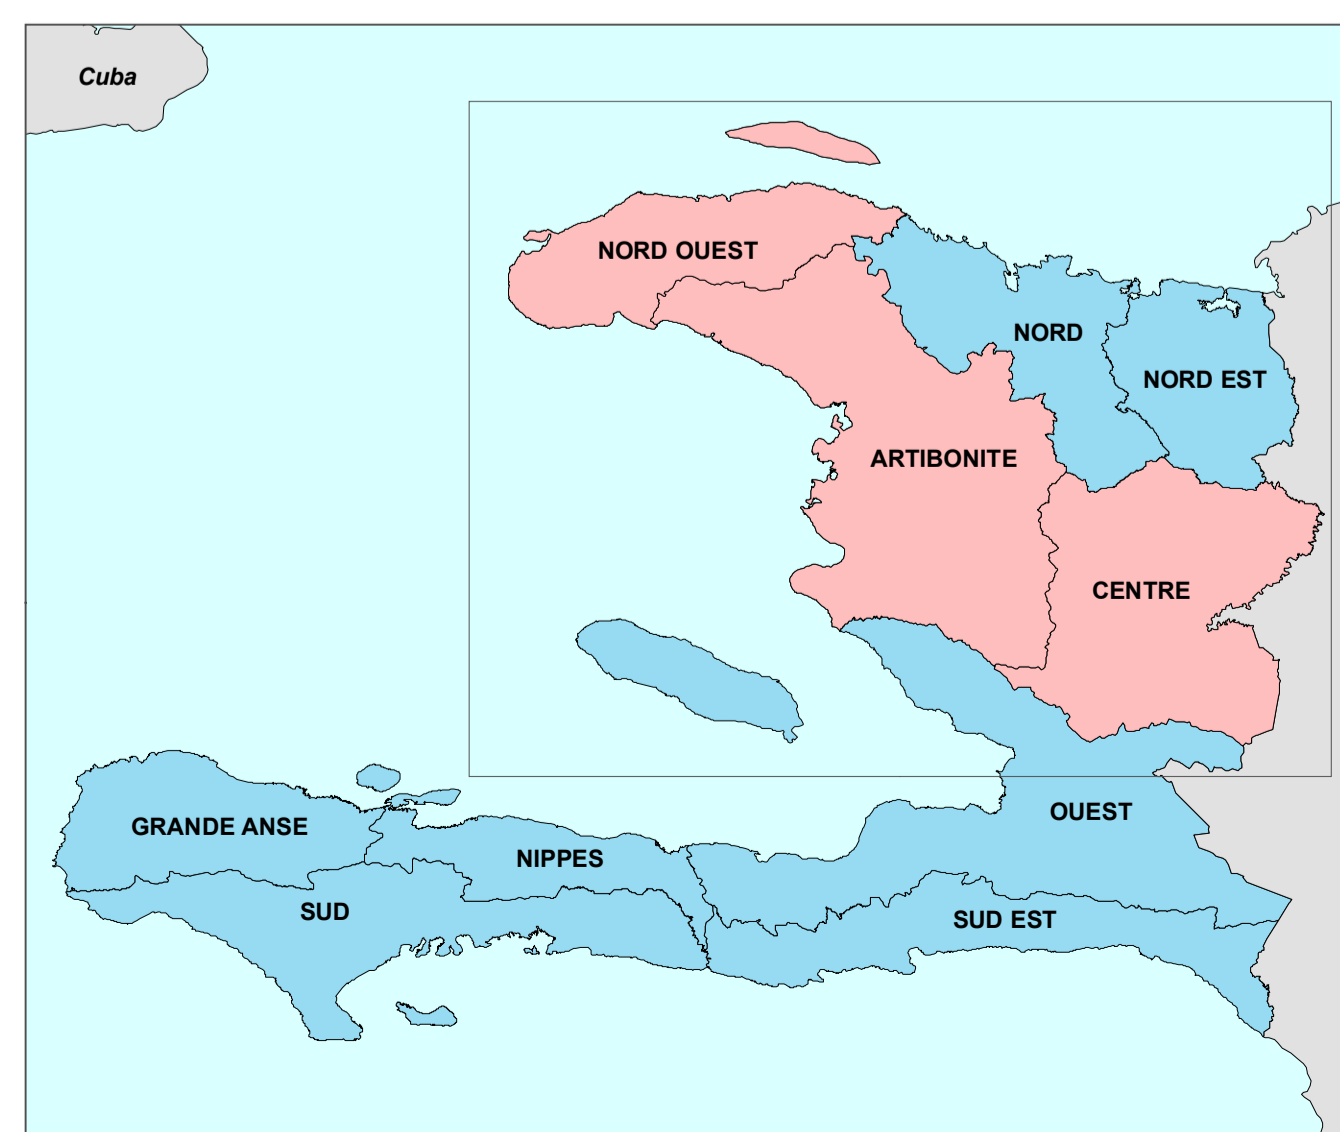 Cuba
NORD OUEST
NORD
NORD EST
ARTIBONITE
CENTRE
OUEST
GRANDE ANSE
NIPPES
SUD
SUD EST